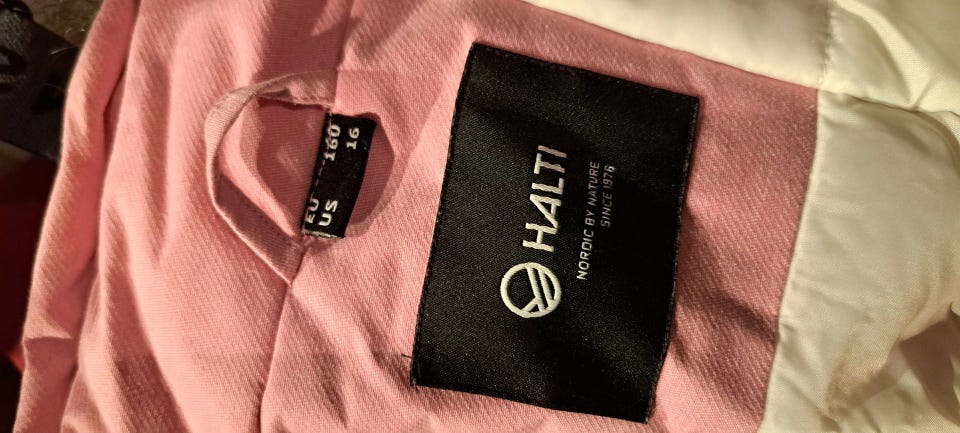 EU 160
US 16
HALTI
NORDIC BY NATURE
SINCE 1976